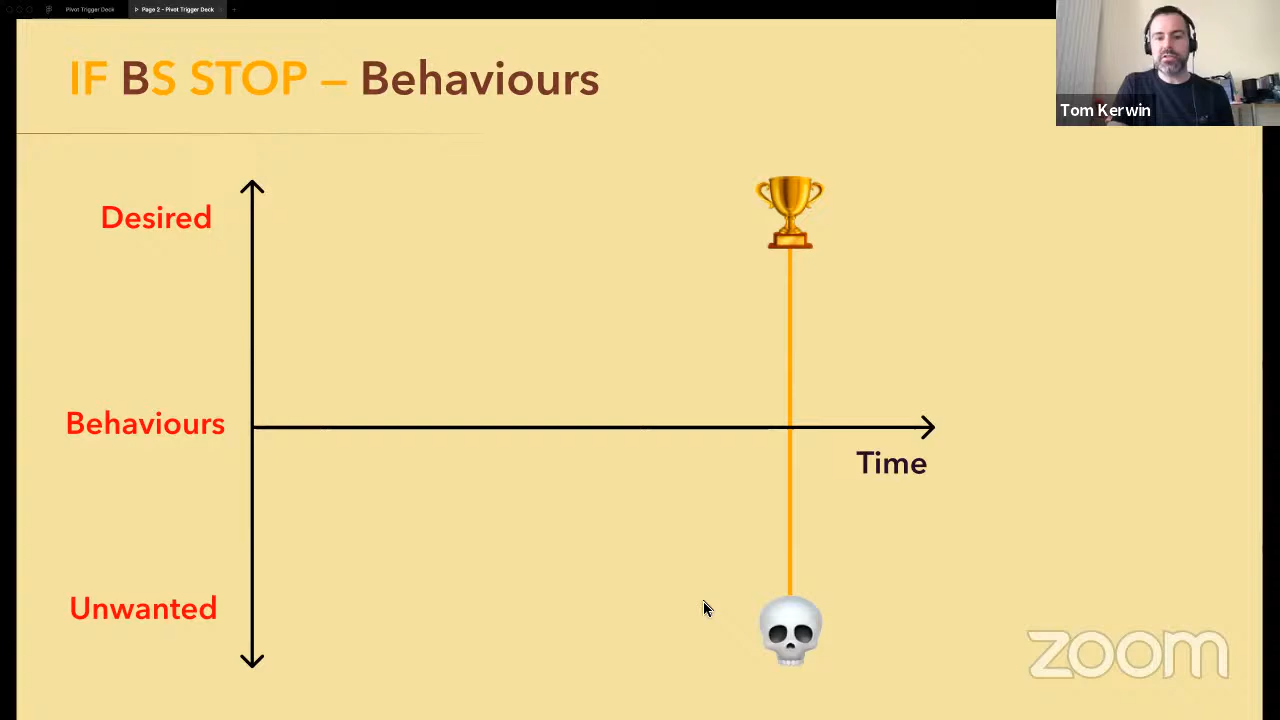 Pivot Trigger Deck
Page 2 - Pivot Trigger Deck
IF BS STOP – Behaviours
Tom Kerwin
Desired
Behaviours
Time
Unwanted
zoom